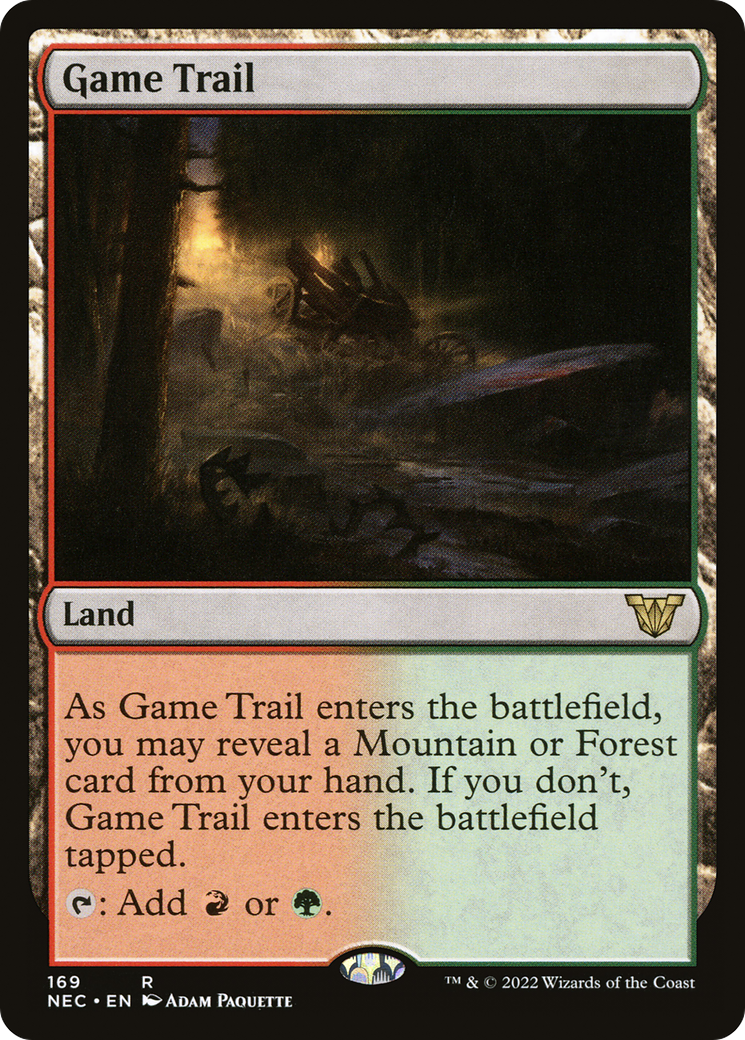 Game Trail
Land
As Game Trail enters the battlefield,
you may reveal a Mountain or Forest
card from your hand. If you don't,
Game Trail enters the battlefield
tapped.
: Add or .
169 R
NEC • EN Adam Paquette
™ & © 2022 Wizards of the Coast